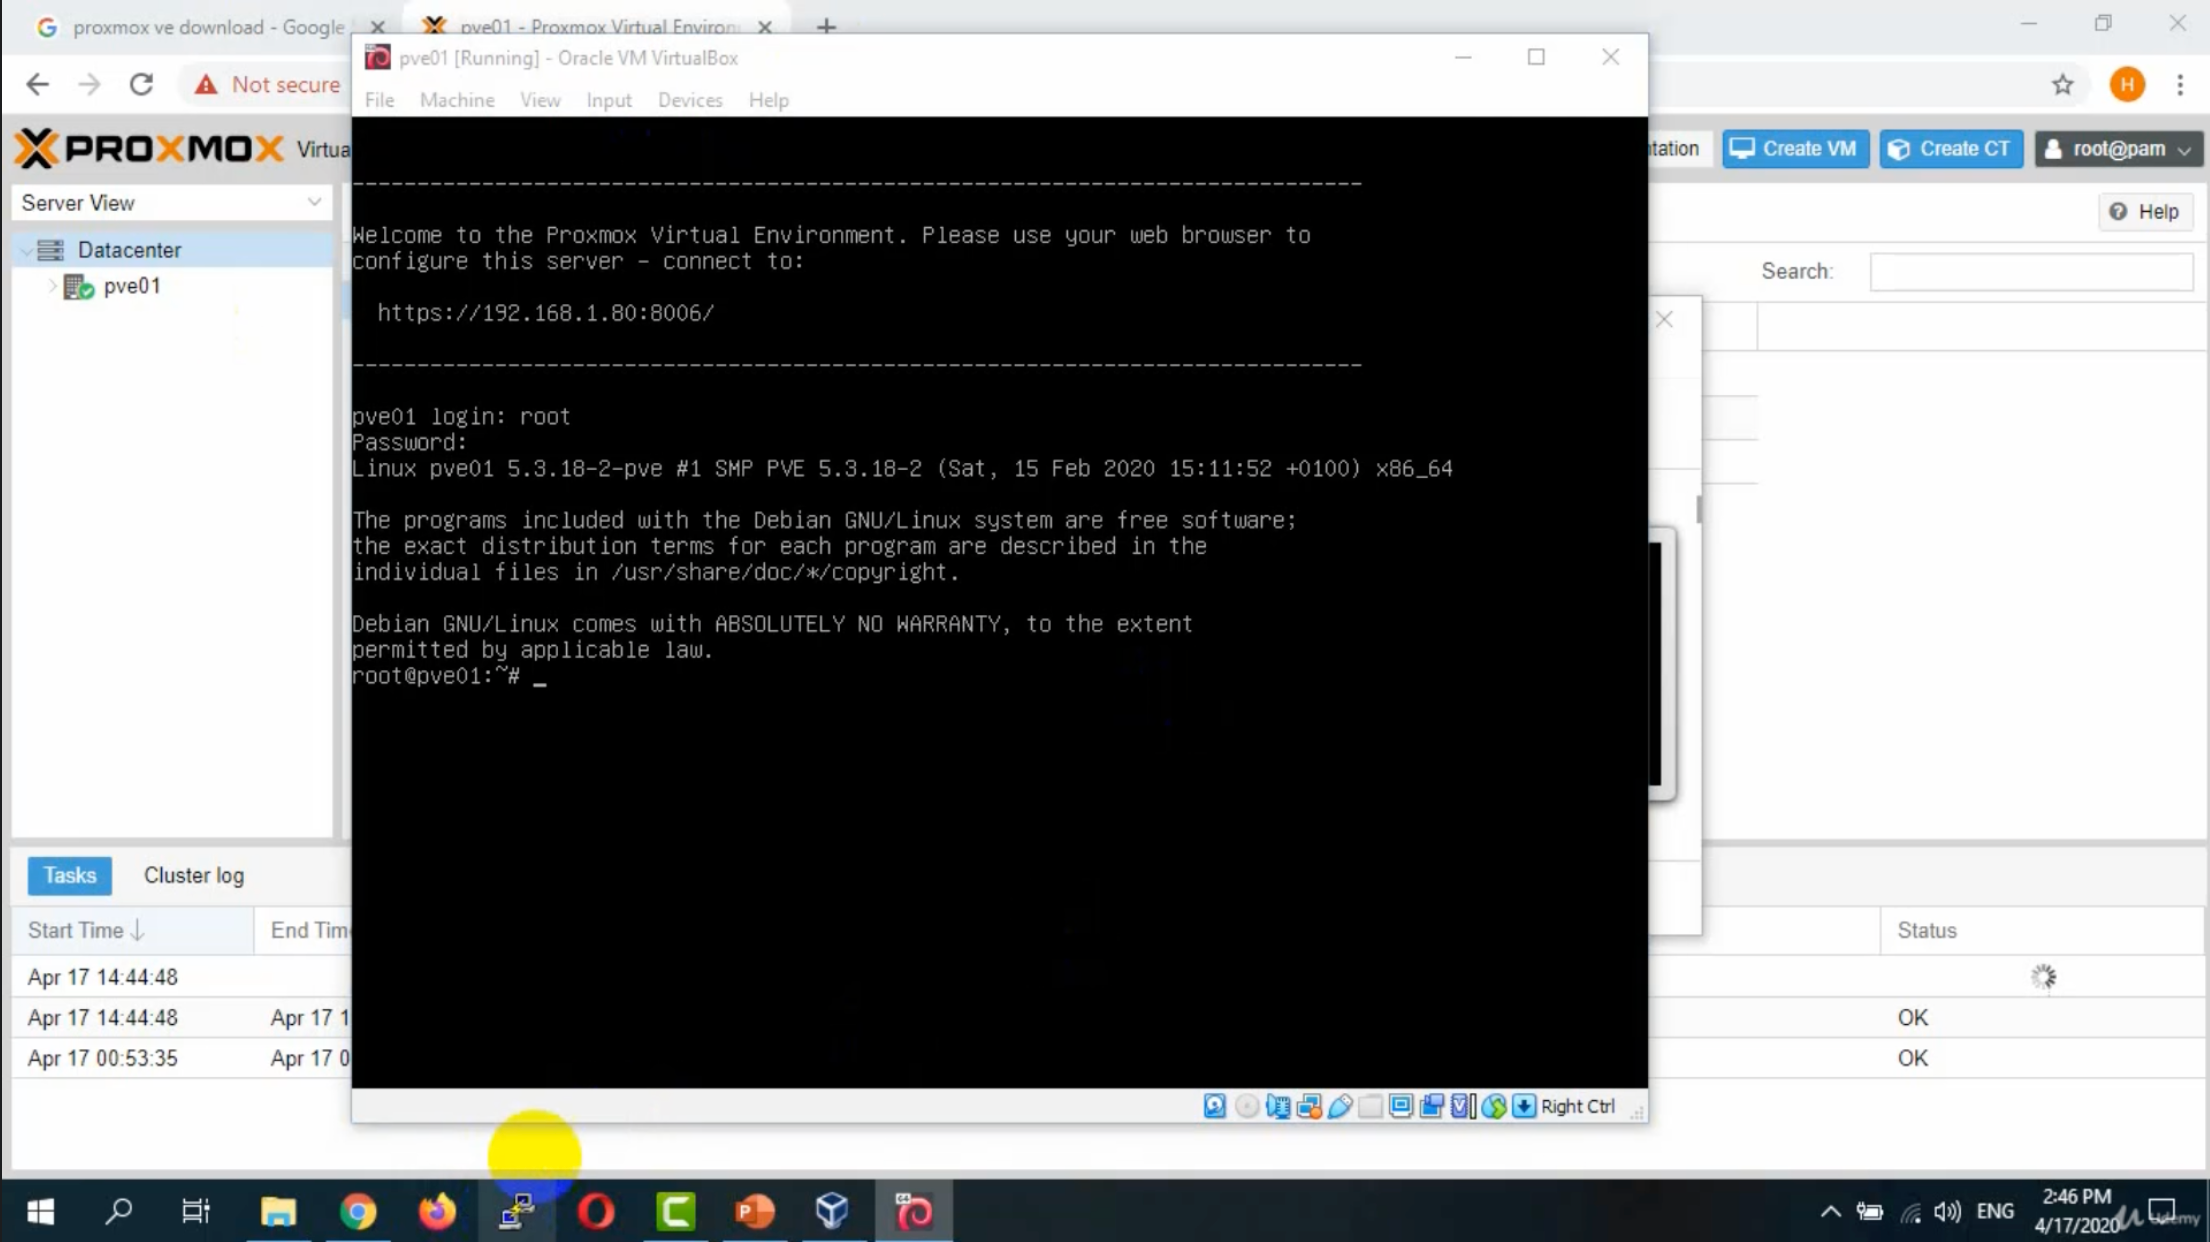 proxmox ve download - Google
pve01 - Proxmox Virtual Environ
pve01 [Running] - Oracle VM VirtualBox
Not secure
File Machine View Input Devices Help
PROXMOX Virtua
tation
Create VM
Create CT
root@pam
Server View
Help
Datacenter
Search:
pve01
--------------------------------------------------------------------------------
Welcome to the Proxmox Virtual Environment. Please use your web browser to
configure this server - connect to:
https://192.168.1.80:8006/
--------------------------------------------------------------------------------
pve01 login: root
Password:
Linux pve01 5.3.18-2-pve #1 SMP PVE 5.3.18-2 (Sat, 15 Feb 2020 15:11:52 +0100) x86_64
The programs included with the Debian GNU/Linux system are free software;
the exact distribution terms for each program are described in the
individual files in /usr/share/doc/*/copyright.
Debian GNU/Linux comes with ABSOLUTELY NO WARRANTY, to the extent
permitted by applicable law.
root@pve01:~# _
Tasks
Cluster log
Start Time
End Tim
Status
Apr 17 14:44:48
Apr 17 14:44:48 Apr 17 1 OK
Apr 17 00:53:35 Apr 17 0 OK
Right Ctrl
ENG
2:46 PM
4/17/2020
Udemy